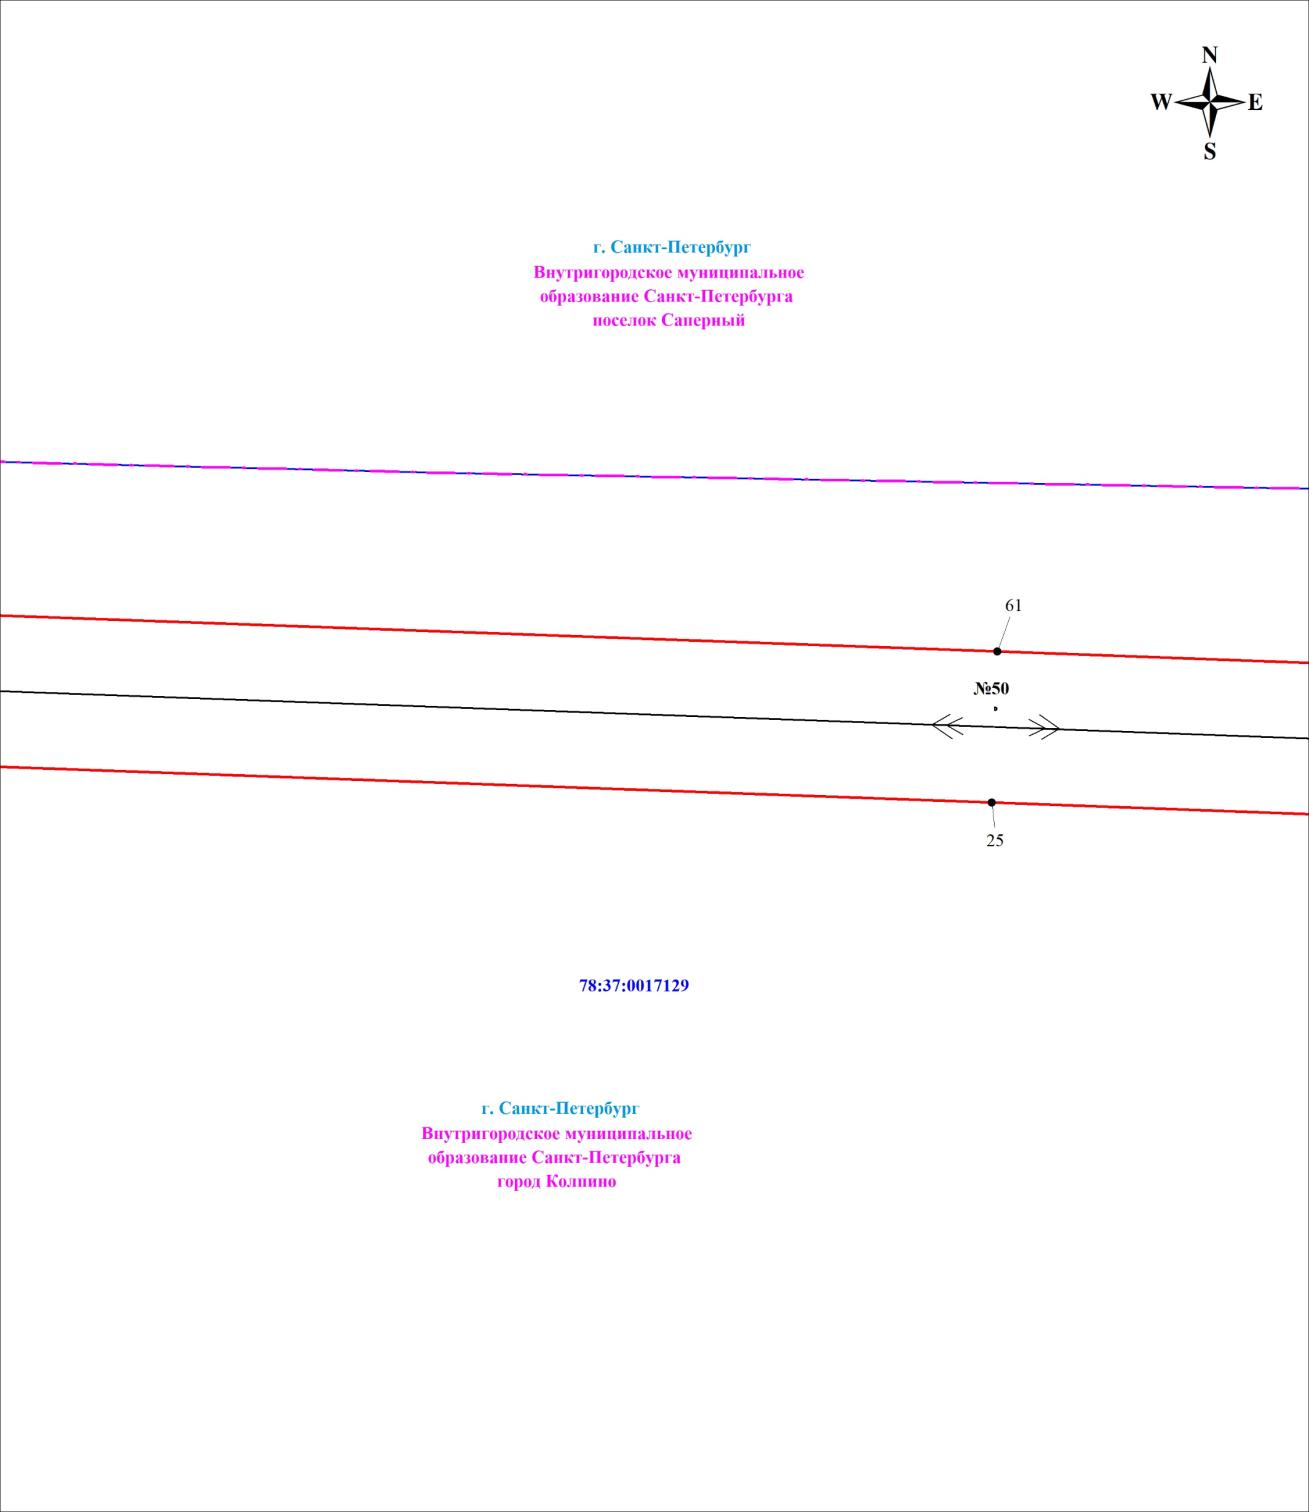 N
W E
S
г. Санкт-Петербург
Внутригородское муниципальное
образование Санкт-Петербурга
поселок Саперный
61
№50
25
78:37:0017129
г. Санкт-Петербург
Внутригородское муниципальное
образование Санкт-Петербурга
город Колпино